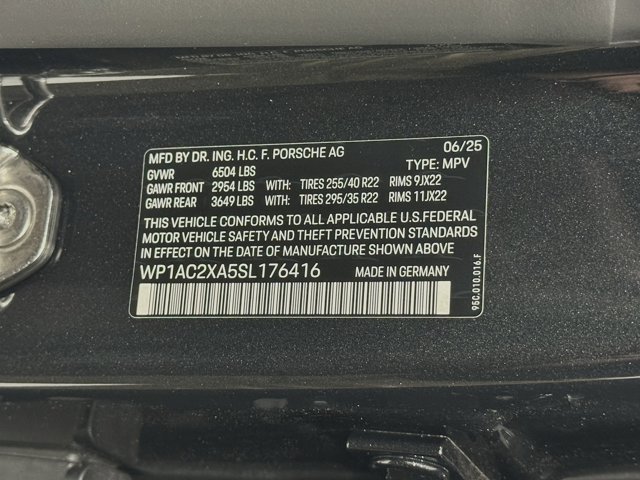 MFD BY DR. ING. H.C. F. PORSCHE AG 06/25
GVWR 6504 LBS TYPE: MPV
GAWR FRONT 2954 LBS WITH: TIRES 255/40 R22 RIMS 9JX22
GAWR REAR 3649 LBS WITH: TIRES 295/35 R22 RIMS 11JX22
THIS VEHICLE CONFORMS TO ALL APPLICABLE U.S.FEDERAL
MOTOR VEHICLE SAFETY AND THEFT PREVENTION STANDARDS
IN EFFECT ON THE DATE OF MANUFACTURE SHOWN ABOVE
WP1AC2XA5SL176416 MADE IN GERMANY
95C.010.016.F